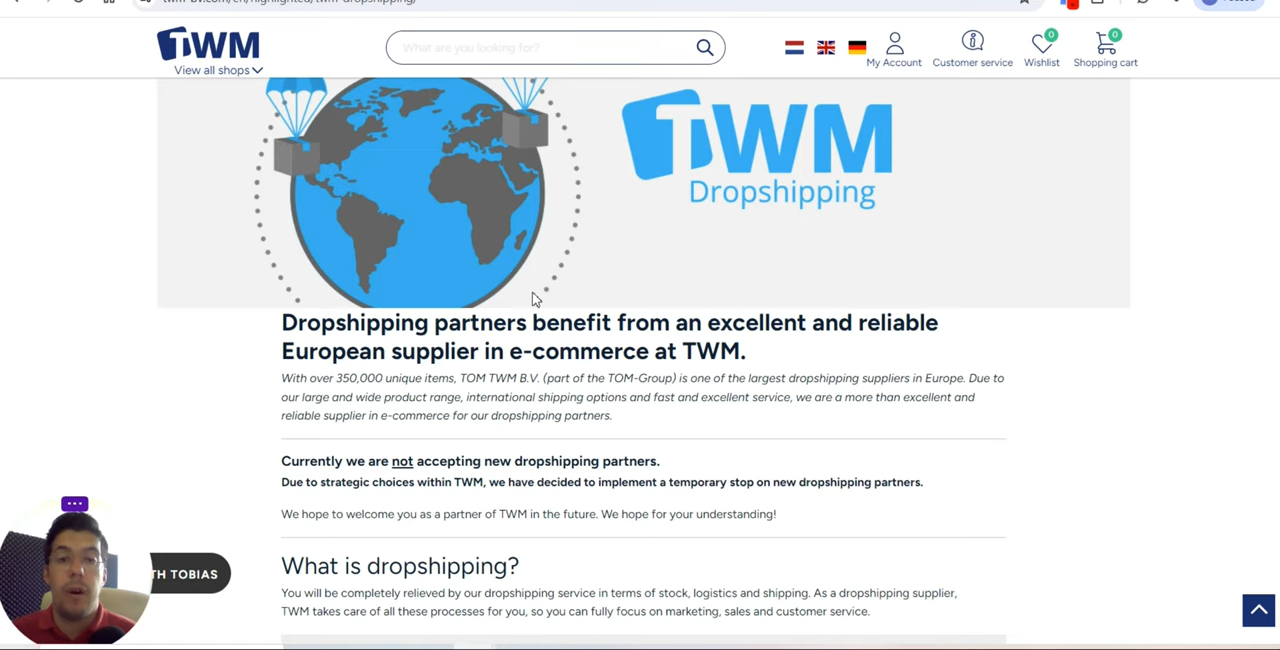 TWM
View all shops
What are you looking for?
My Account
Customer service
0
Wishlist
0
Shopping cart
TWM
Dropshipping
Dropshipping partners benefit from an excellent and reliable
European supplier in e-commerce at TWM.
With over 350,000 unique items, TOM TWM B.V. (part of the TOM-Group) is one of the largest dropshipping suppliers in Europe. Due to
our large and wide product range, international shipping options and fast and excellent service, we are a more than excellent and
reliable supplier in e-commerce for our dropshipping partners.
Currently we are not accepting new dropshipping partners.
Due to strategic choices within TWM, we have decided to implement a temporary stop on new dropshipping partners.
We hope to welcome you as a partner of TWM in the future. We hope for your understanding!
What is dropshipping?
TH TOBIAS
You will be completely relieved by our dropshipping service in terms of stock, logistics and shipping. As a dropshipping supplier,
TWM takes care of all these processes for you, so you can fully focus on marketing, sales and customer service.